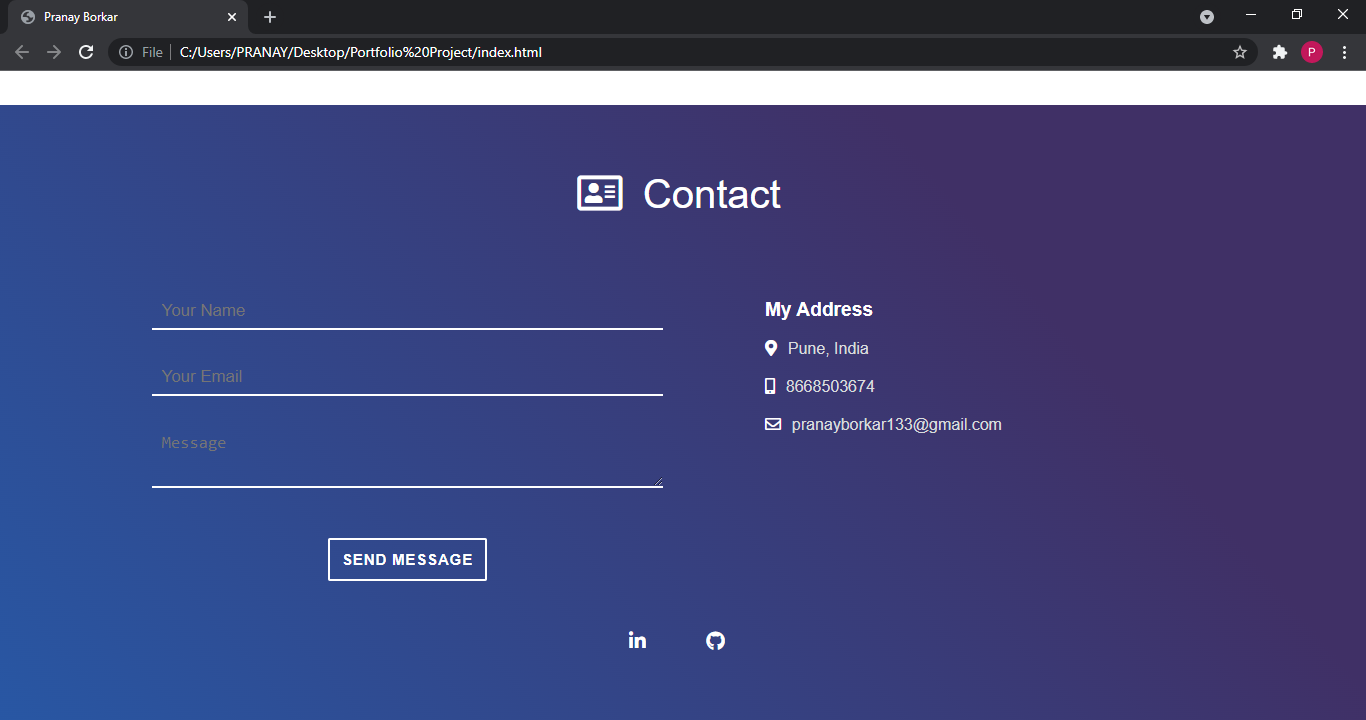 Pranay Borkar
File
C:/Users/PRANAY/Desktop/Portfolio%20Project/index.html
P
Contact
Your Name
Your Email
Message
SEND MESSAGE
My Address
Pune, India
8668503674
pranayborkar133@gmail.com
in